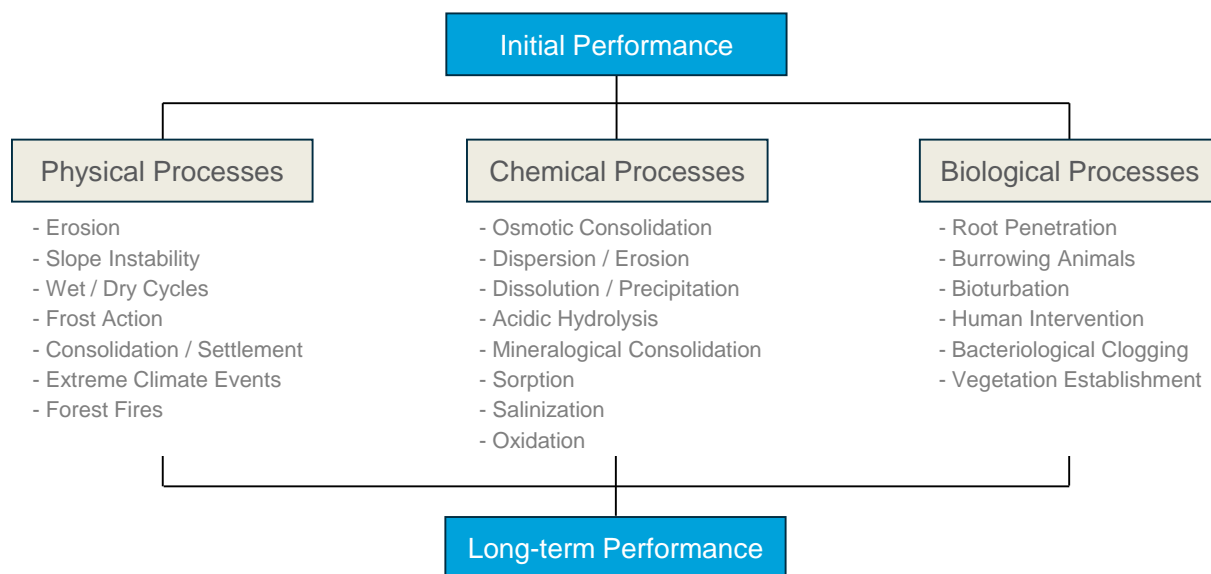 Initial Performance
Physical Processes
- Erosion
- Slope Instability
- Wet / Dry Cycles
- Frost Action
- Consolidation / Settlement
- Extreme Climate Events
- Forest Fires
Chemical Processes
- Osmotic Consolidation
- Dispersion / Erosion
- Dissolution / Precipitation
- Acidic Hydrolysis
- Mineralogical Consolidation
- Sorption
- Salinization
- Oxidation
Biological Processes
- Root Penetration
- Burrowing Animals
- Bioturbation
- Human Intervention
- Bacteriological Clogging
- Vegetation Establishment
Long-term Performance